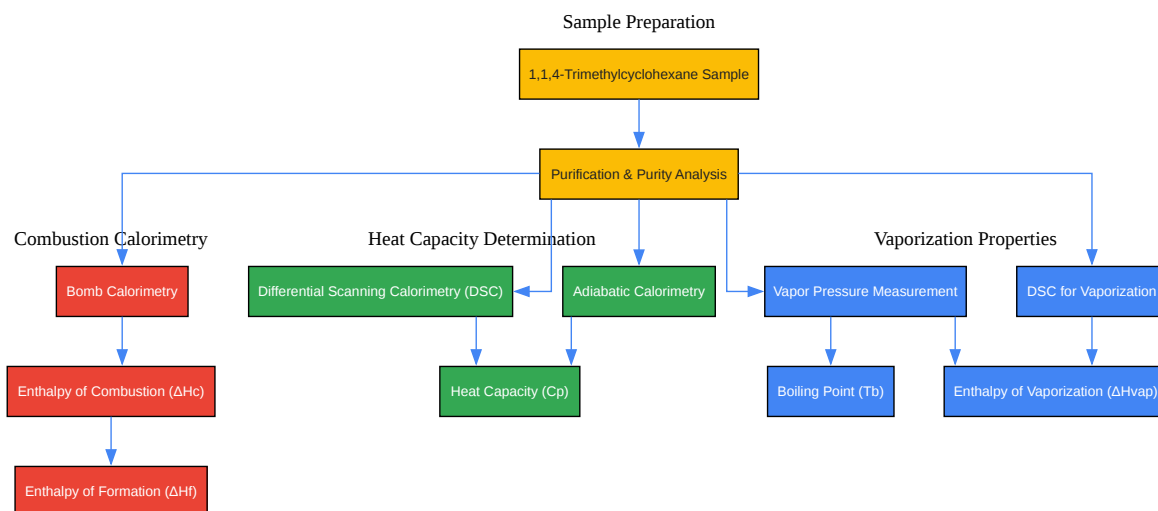 Sample Preparation
1,1,4-Trimethylcyclohexane Sample
Purification & Purity Analysis
Combustion Calorimetry
Heat Capacity Determination
Vaporization Properties
Bomb Calorimetry
Differential Scanning Calorimetry (DSC)
Adiabatic Calorimetry
Vapor Pressure Measurement
DSC for Vaporization
Enthalpy of Combustion (ΔHc)
Heat Capacity (Cp)
Boiling Point (Tb)
Enthalpy of Vaporization (ΔHvap)
Enthalpy of Formation (ΔHf)